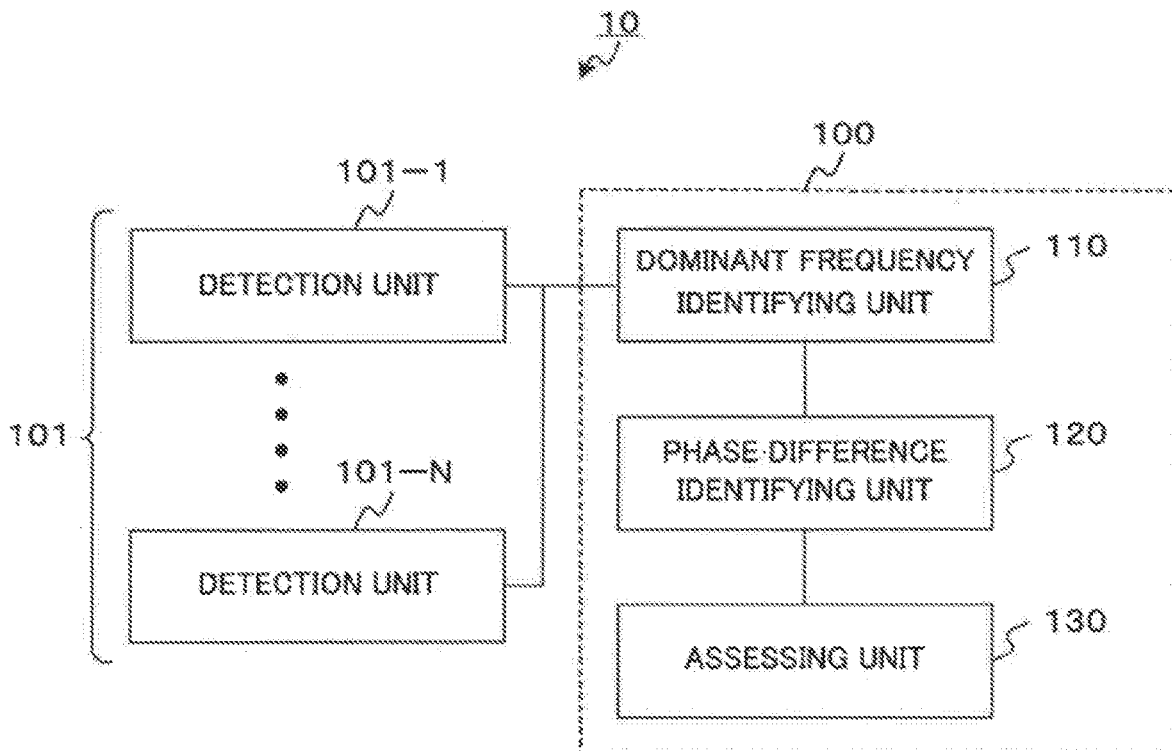 10
100
101-1
DETECTION UNIT
DOMINANT FREQUENCY
IDENTIFYING UNIT
110
101
PHASE DIFFERENCE
IDENTIFYING UNIT
120
101-N
DETECTION UNIT
ASSESSING UNIT
130